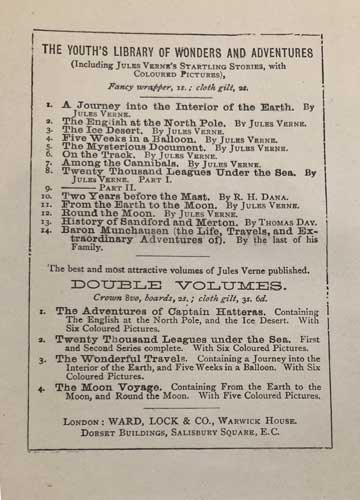 THE YOUTH'S LIBRARY OF WONDERS AND ADVENTURES
(Including JULES VERNE'S STARTLING STORIES, with
COLOURED PICTURES),
Fancy wrapper, 1s.; cloth gilt, 2s.
1. A Journey into the Interior of the Earth. By
JULES VERNE.
2. The English at the North Pole. By JULES VERNE.
3. The Ice Desert. By JULES VERNE.
4. Five Weeks in a Balloon. By JULES VERNE.
5. The Mysterious Document. By JULES VERNE.
6. On the Track. By JULES VERNE.
7. Among the Cannibals. By JULES VERNE.
8. Twenty Thousand Leagues Under the Sea. By
JULES VERNE. PART I.
9. ——— PART II.
10. Two Years before the Mast. By R. H. DANA.
11. From the Earth to the Moon. By JULES VERNE.
12. Round the Moon. By JULES VERNE.
13. History of Sandford and Merton. By THOMAS DAY.
14. Baron Munchausen (the Life, Travels, and Ex-
traordinary Adventures of). By the last of his
Family.
The best and most attractive volumes of Jules Verne published.
DOUBLE VOLUMES.
Crown 8vo, boards, 2s.; cloth gilt, 3s. 6d.
1. The Adventures of Captain Hatteras. Containing
The English at the North Pole, and the Ice Desert. With
Six Coloured Pictures.
2. Twenty Thousand Leagues under the Sea. First
and Second Series complete. With Six Coloured Pictures.
3. The Wonderful Travels. Containing a Journey into the
Interior of the Earth, and Five Weeks in a Balloon. With Six
Coloured Pictures.
4. The Moon Voyage. Containing From the Earth to the
Moon, and Round the Moon. With Five Coloured Pictures.
LONDON: WARD, LOCK & CO., WARWICK HOUSE.
DORSET BUILDINGS, SALISBURY SQUARE, E.C.